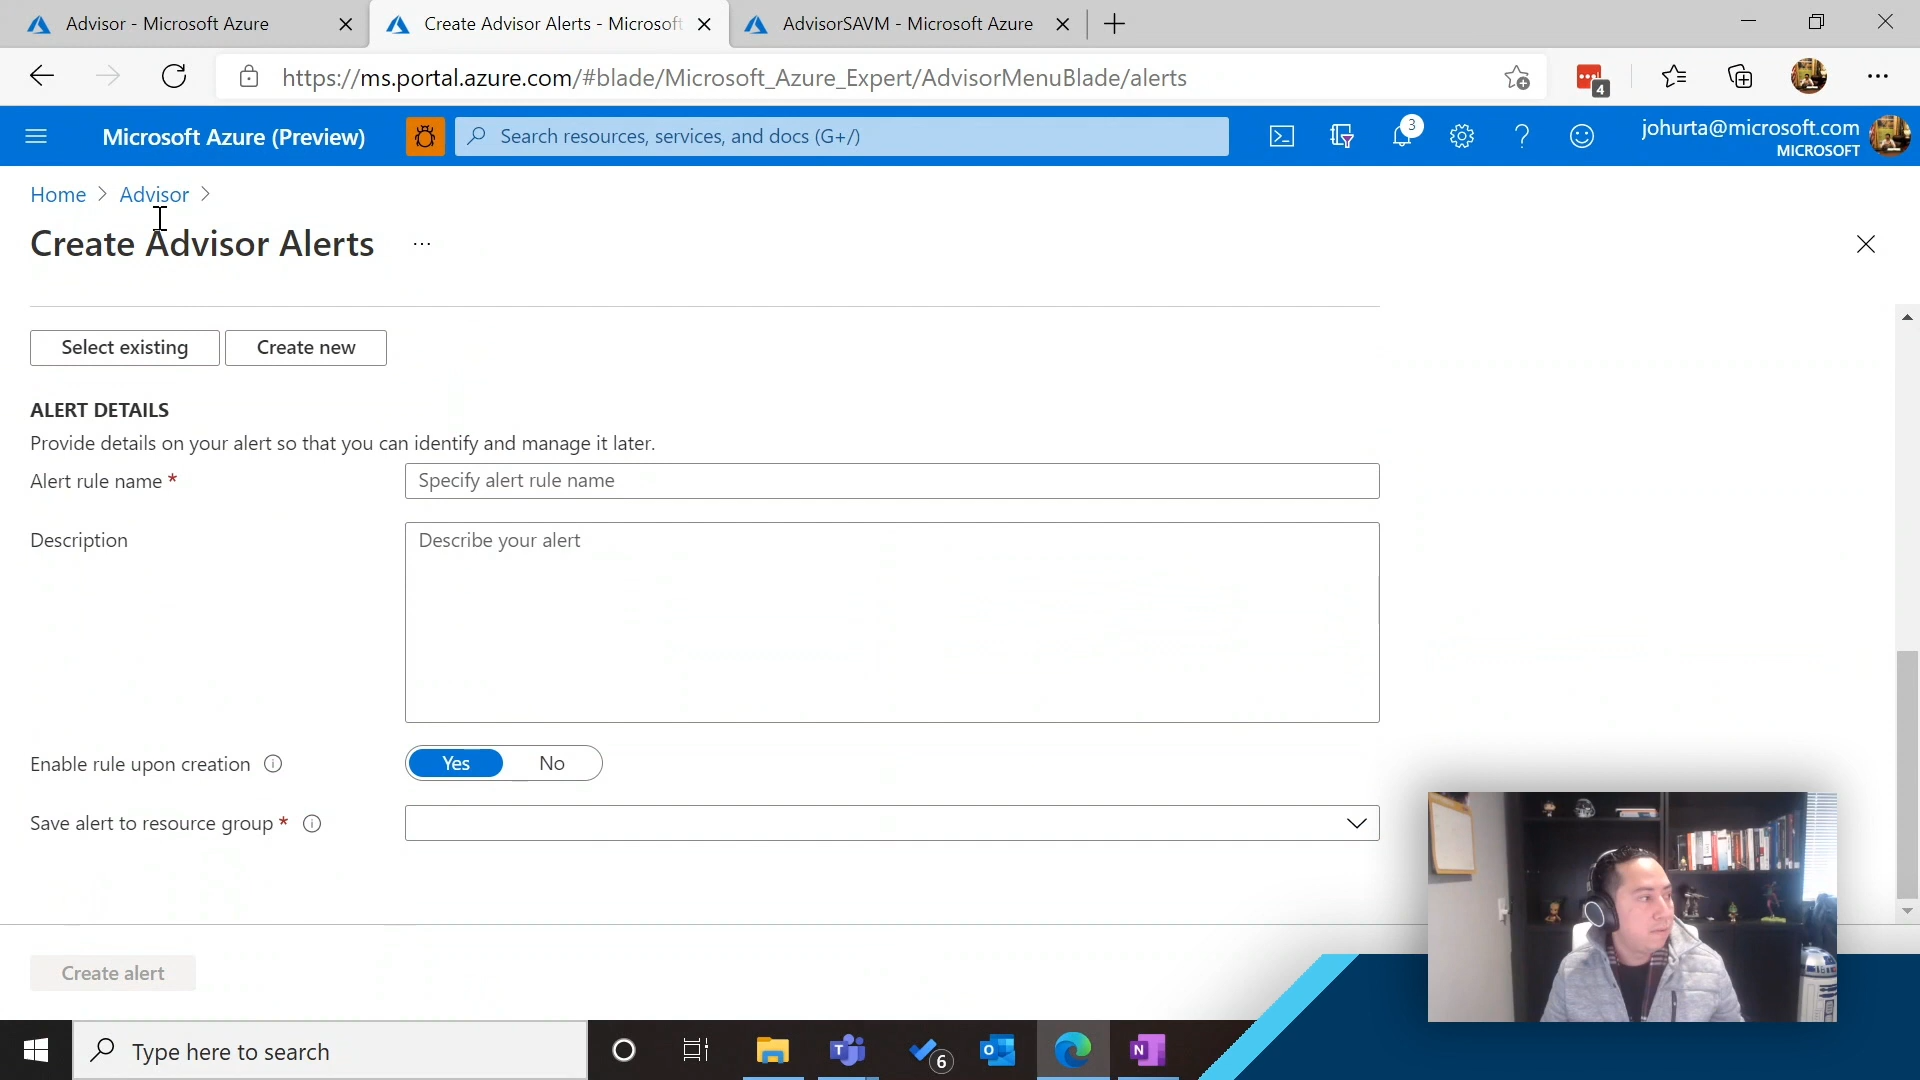 Advisor - Microsoft Azure
Create Advisor Alerts - Microsoft
AdvisorSAVM - Microsoft Azure
https://ms.portal.azure.com/#blade/Microsoft_Azure_Expert/AdvisorMenuBlade/alerts
4
Microsoft Azure (Preview)
Search resources, services, and docs (G+/)
3
johurta@microsoft.com
MICROSOFT
Home > Advisor >
Create Advisor Alerts ...
Select existing
Create new
ALERT DETAILS
Provide details on your alert so that you can identify and manage it later.
Alert rule name *
Specify alert rule name
Description
Describe your alert
Enable rule upon creation
Yes
No
Save alert to resource group *
Create alert
Type here to search
6